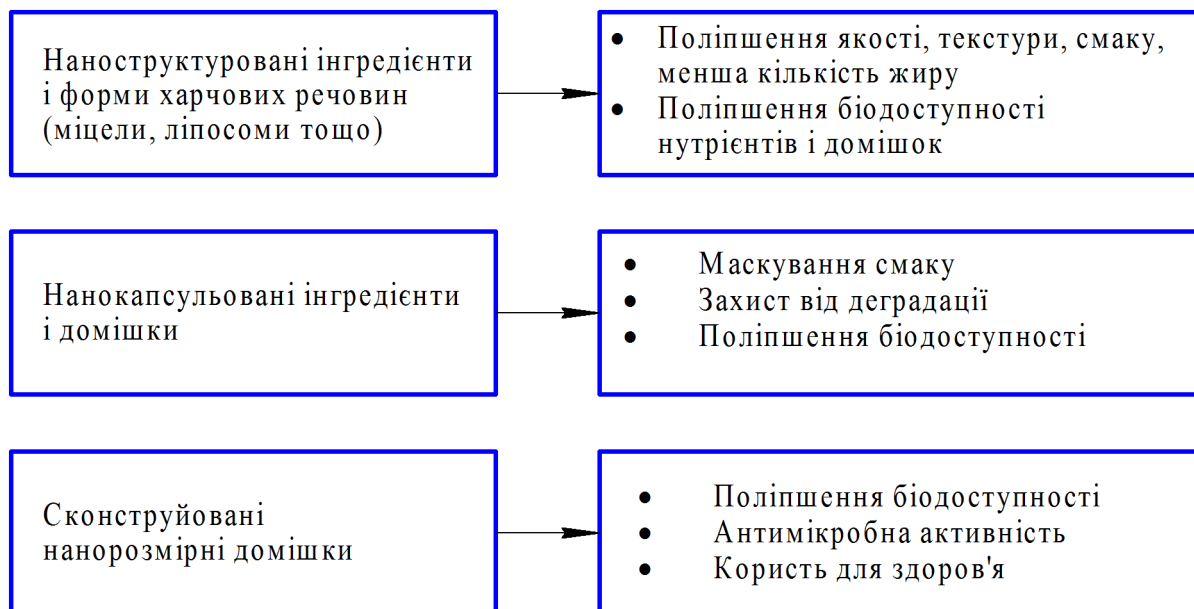 Наноструктуровані інгредієнти
і форми харчових речовин
(міцели, ліпосоми тощо)
• Поліпшення якості, текстури, смаку,
менша кількість жиру
• Поліпшення біодоступності
нутрієнтів і домішок
Нанокапсульовані інгредієнти
і домішки
• Маскування смаку
• Захист від деградації
• Поліпшення біодоступності
Сконструйовані
нанорозмірні домішки
• Поліпшення біодоступності
• Антимікробна активність
• Користь для здоров'я